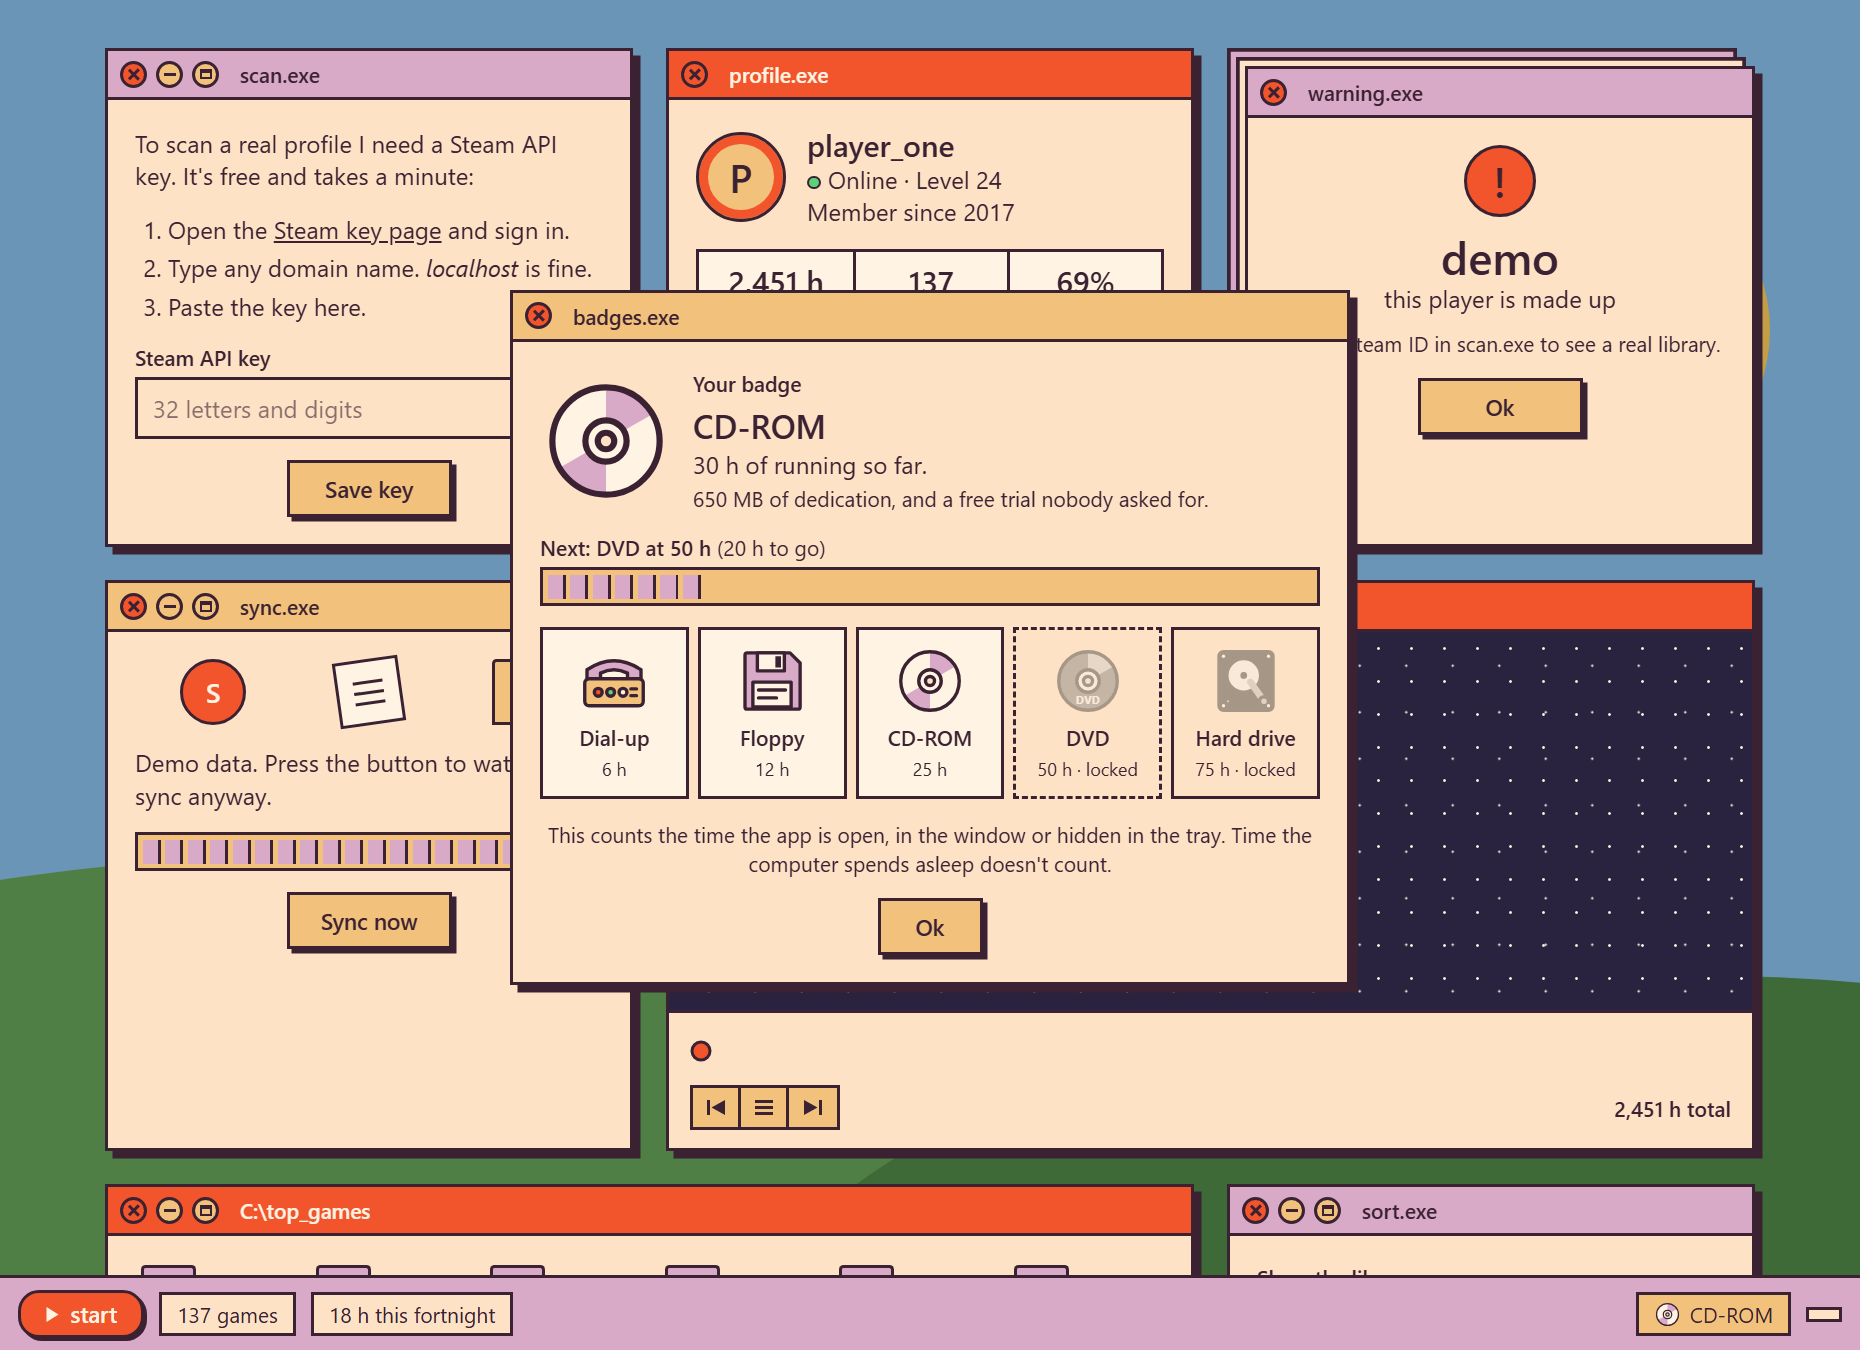 scan.exe
To scan a real profile I need a Steam API
key. It's free and takes a minute:
1. Open the Steam key page and sign in.
2. Type any domain name. localhost is fine.
3. Paste the key here.
Steam API key
32 letters and digits
Save key
profile.exe
P
player_one
Online · Level 24
Member since 2017
2,451 h
137
69%
warning.exe
!
demo
this player is made up
team ID in scan.exe to see a real library.
Ok
badges.exe
Your badge
CD-ROM
30 h of running so far.
650 MB of dedication, and a free trial nobody asked for.
Next: DVD at 50 h (20 h to go)
Dial-up
6 h
Floppy
12 h
CD-ROM
25 h
DVD
DVD
50 h · locked
Hard drive
75 h · locked
This counts the time the app is open, in the window or hidden in the tray. Time the
computer spends asleep doesn't count.
Ok
sync.exe
S
Demo data. Press the button to wat
sync anyway.
Sync now
2,451 h total
C:\top_games
sort.exe
start
137 games
18 h this fortnight
CD-ROM